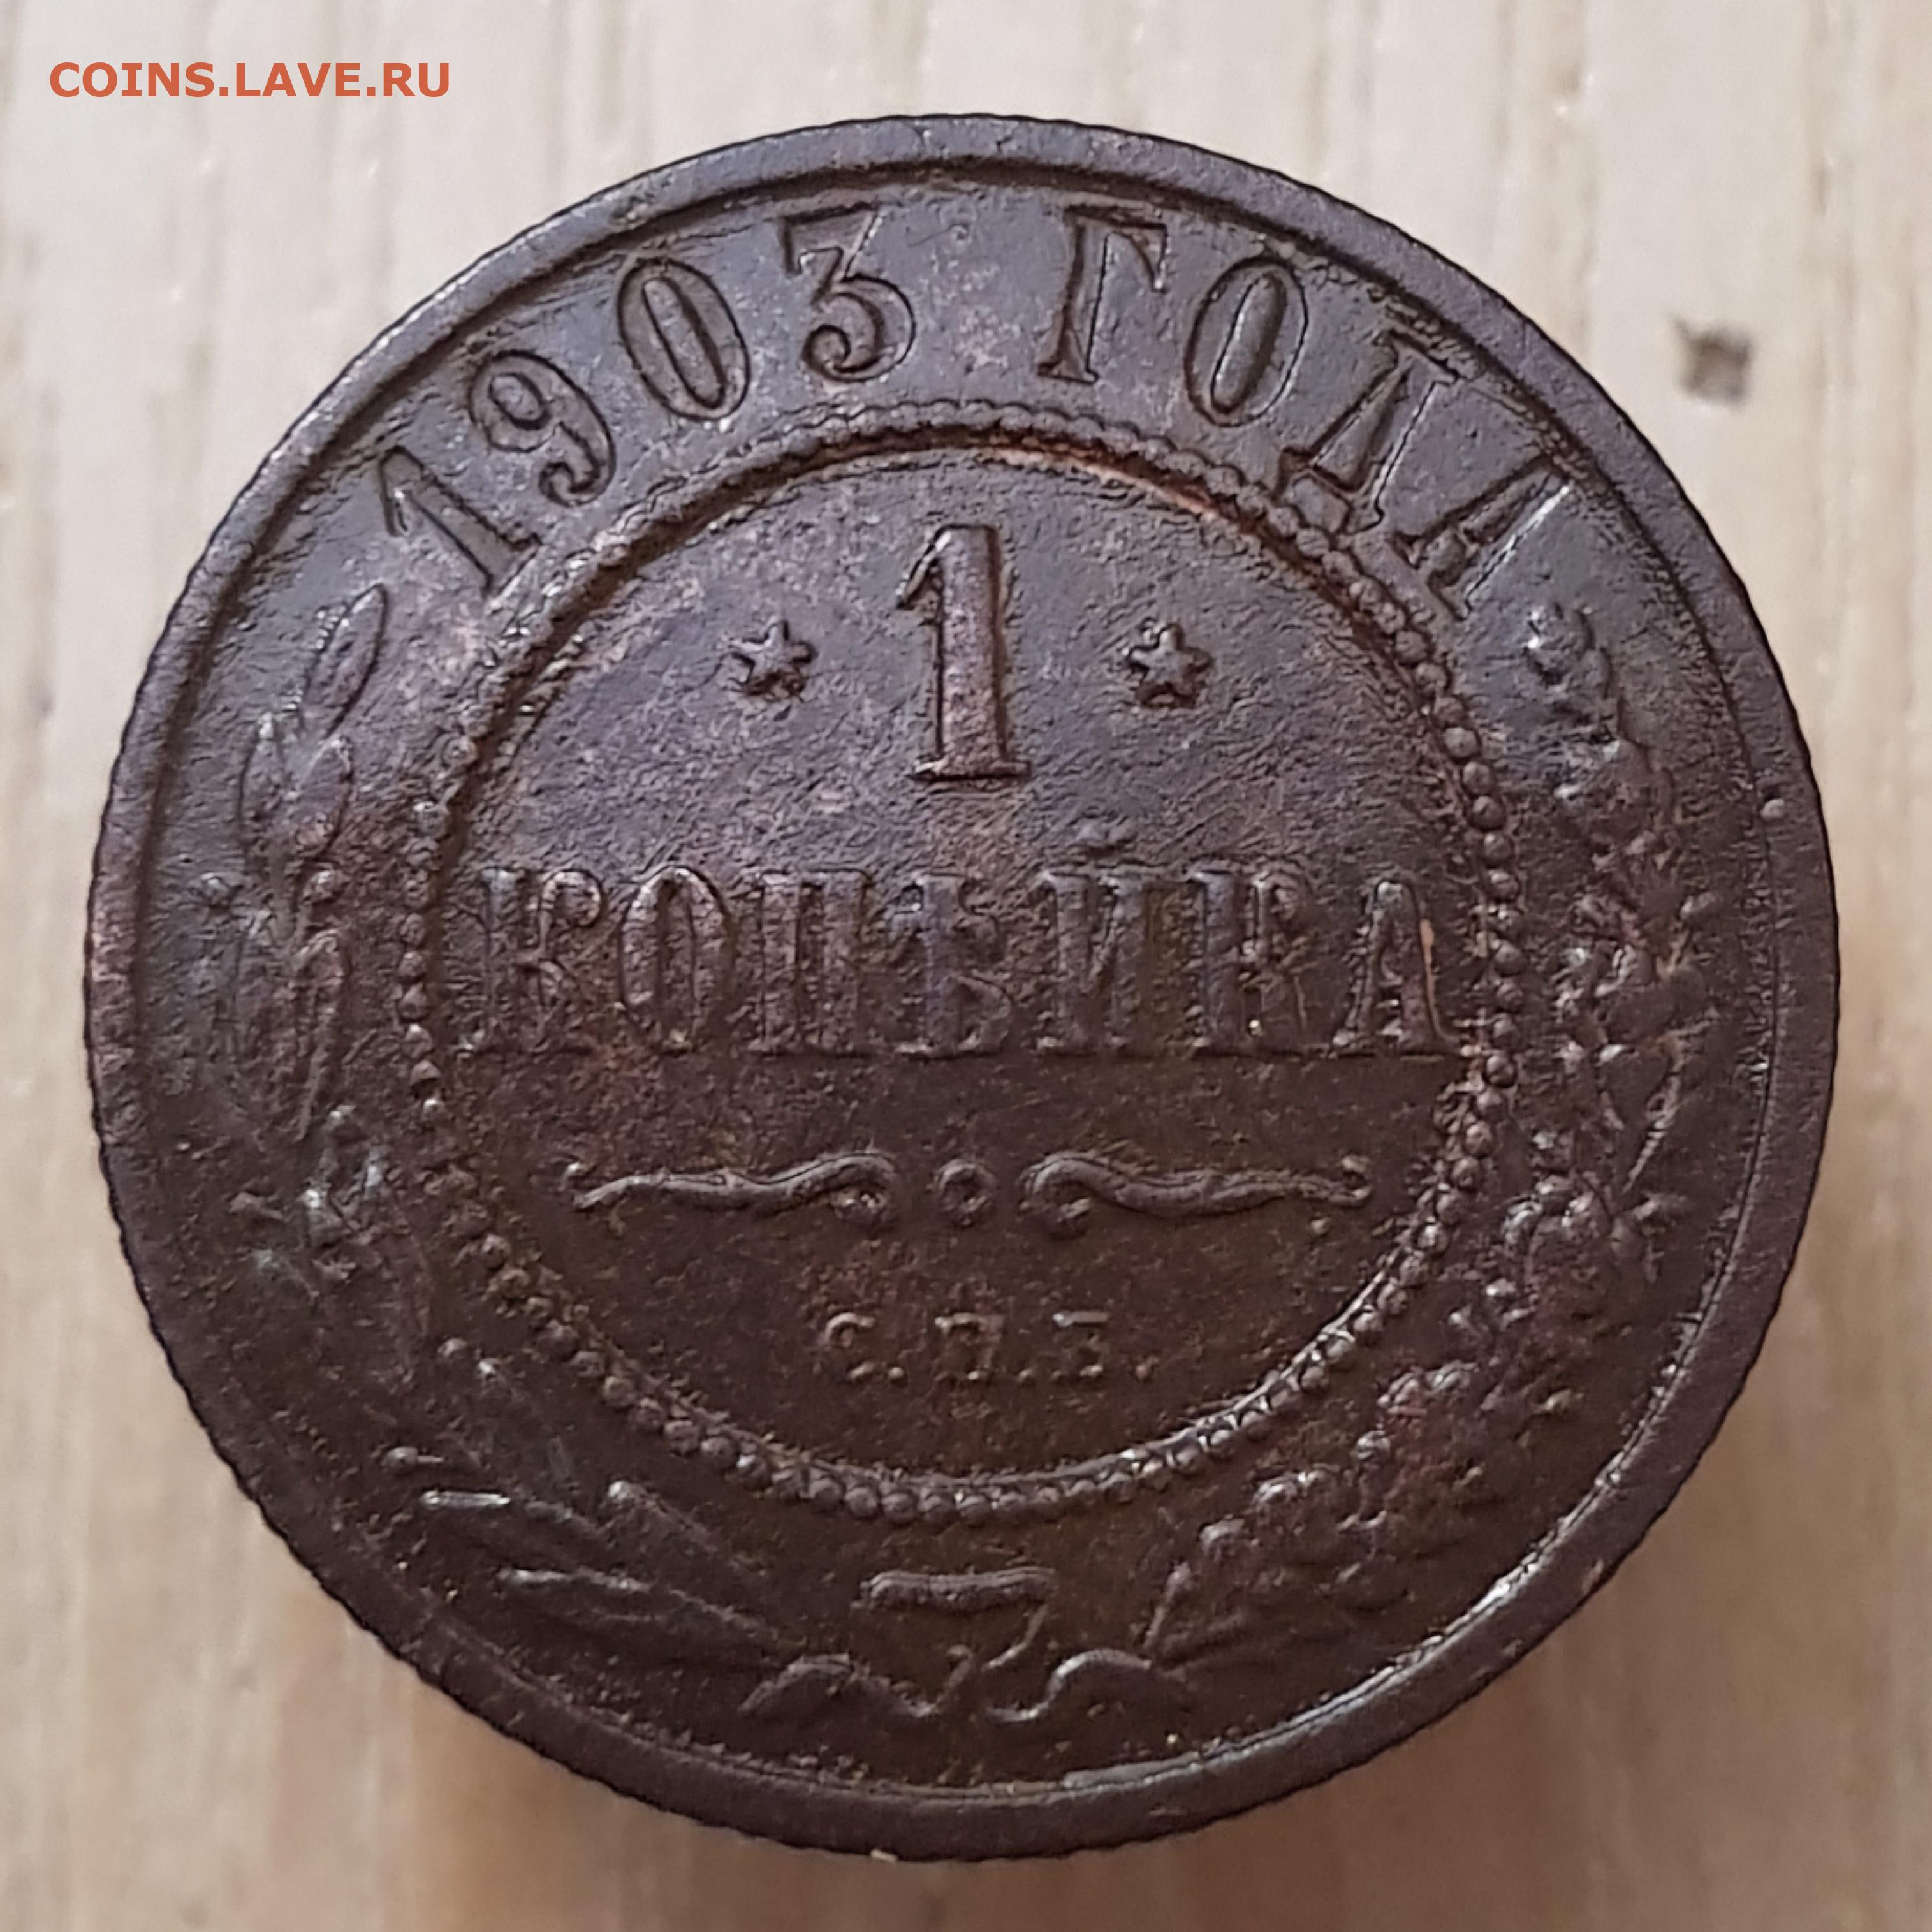 COINS.LAVE.RU
1903 ГОДА
* 1 *
КОПѢЙКА
С.П.Б.